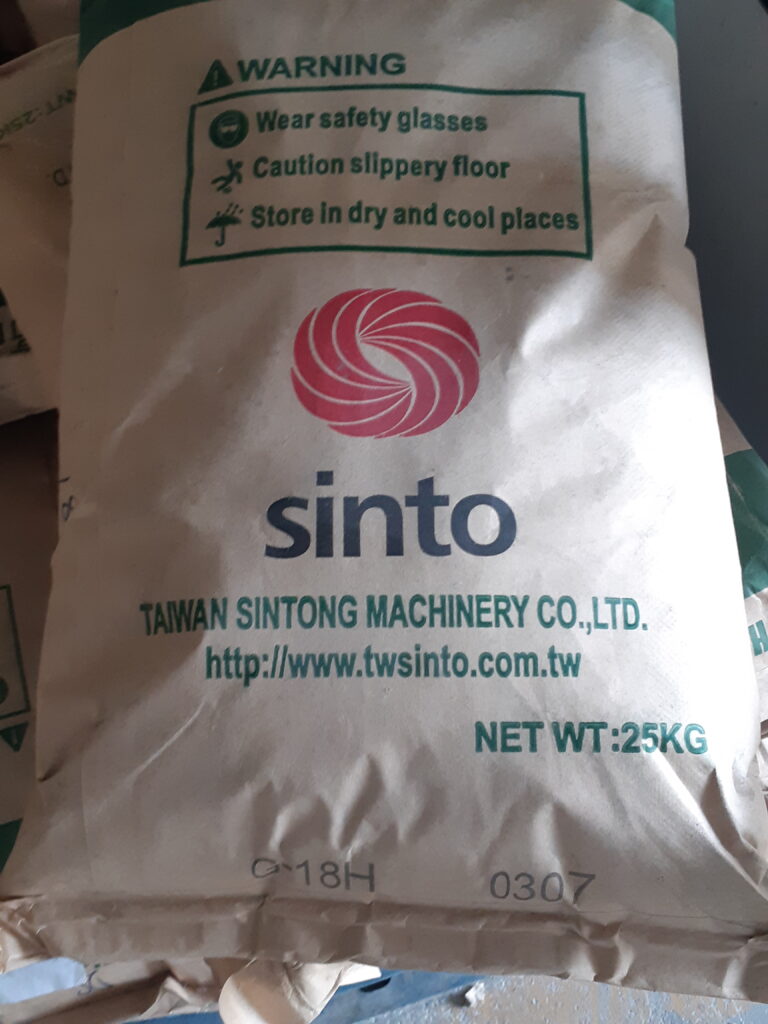 WARNING
Wear safety glasses
Caution slippery floor
Store in dry and cool places
sinto
TAIWAN SINTONG MACHINERY CO.,LTD.
http://www.twsinto.com.tw
NET WT:25KG
G-18H 0307